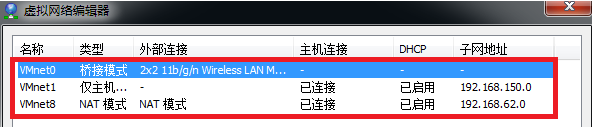 虚拟网络编辑器
名称 类型 外部连接 主机连接 DHCP 子网地址
VMnet0 桥接模式 2x2 11b/g/n Wireless LAN M... - - -
VMnet1 仅主机... - 已连接 已启用 192.168.150.0
VMnet8 NAT 模式 NAT 模式 已连接 已启用 192.168.62.0